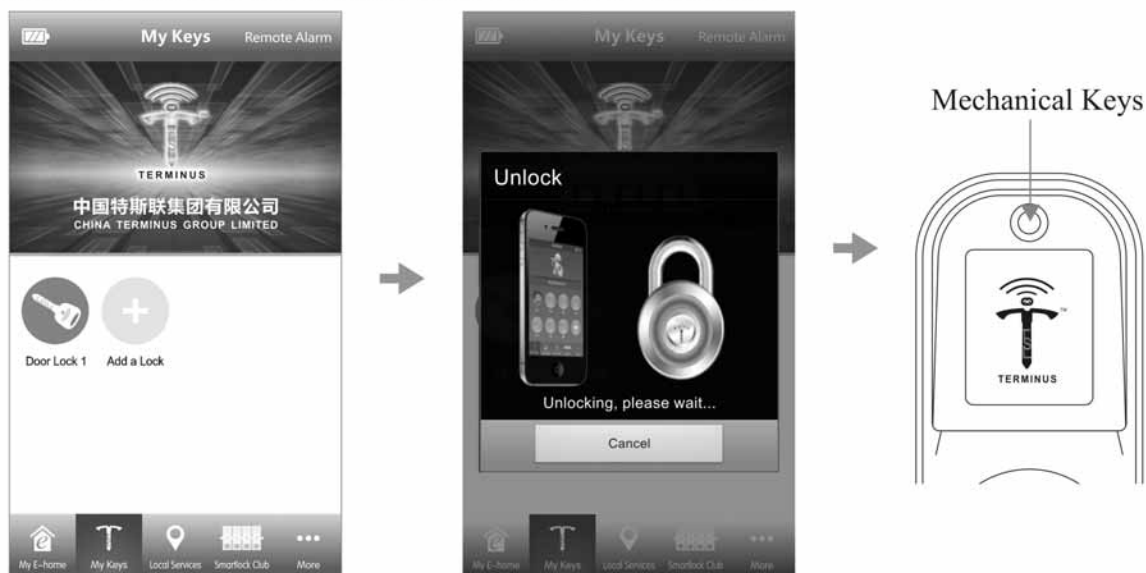 My Keys
Remote Alarm
TERMINUS
中国特斯联集团有限公司
CHINA TERMINUS GROUP LIMITED
Door Lock 1
Add a Lock
My E-home
My Keys
Local Services
Smartlock Club
More
My Keys
Remote Alarm
Unlock
Unlocking, please wait...
Cancel
My E-home
My Keys
Local Services
Smartlock Club
More
Mechanical Keys
TM
TERMINUS